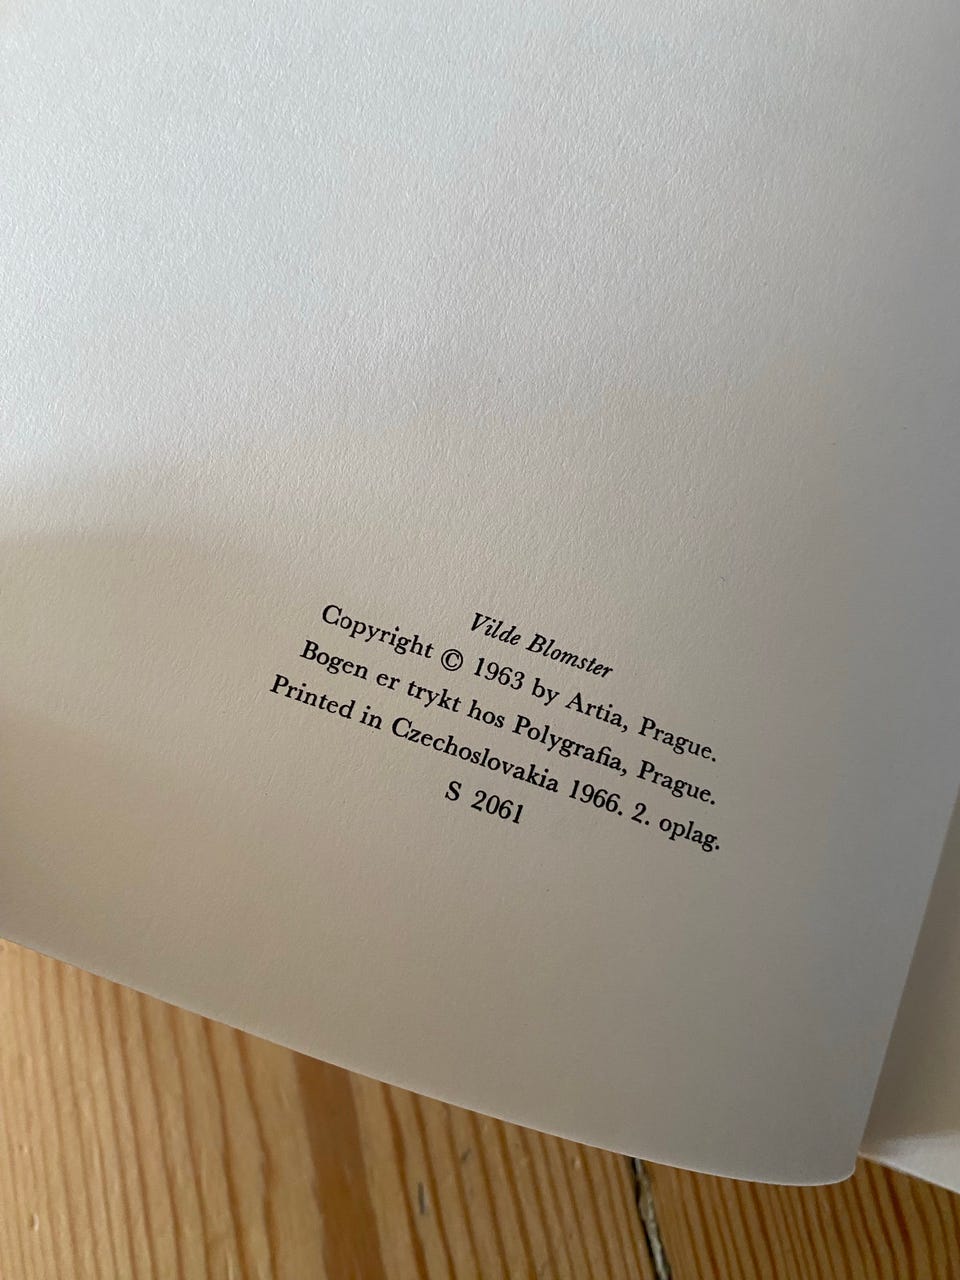 Vilde Blomster
Copyright © 1963 by Artia, Prague.
Bogen er trykt hos Polygrafia, Prague.
Printed in Czechoslovakia 1966. 2. oplag.
S 2061